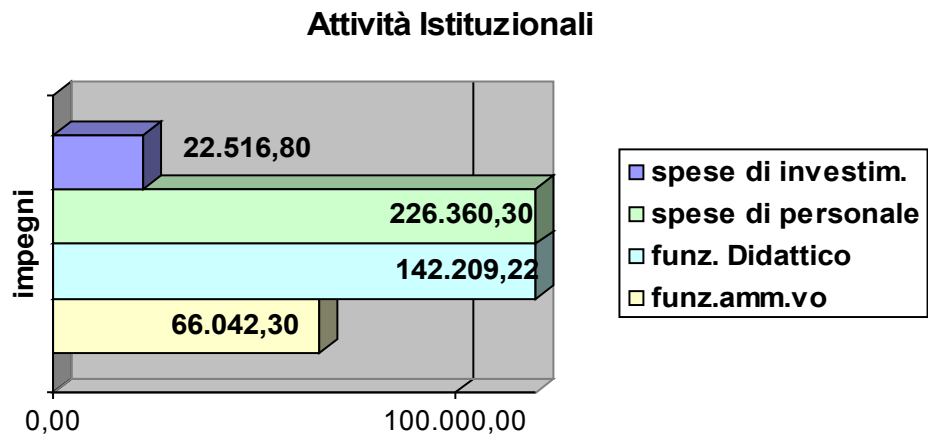 Attività Istituzionali
impegni
22.516,80
226.360,30
142.209,22
66.042,30
0,00
100.000,00
spese di investim.
spese di personale
funz. Didattico
funz.amm.vo